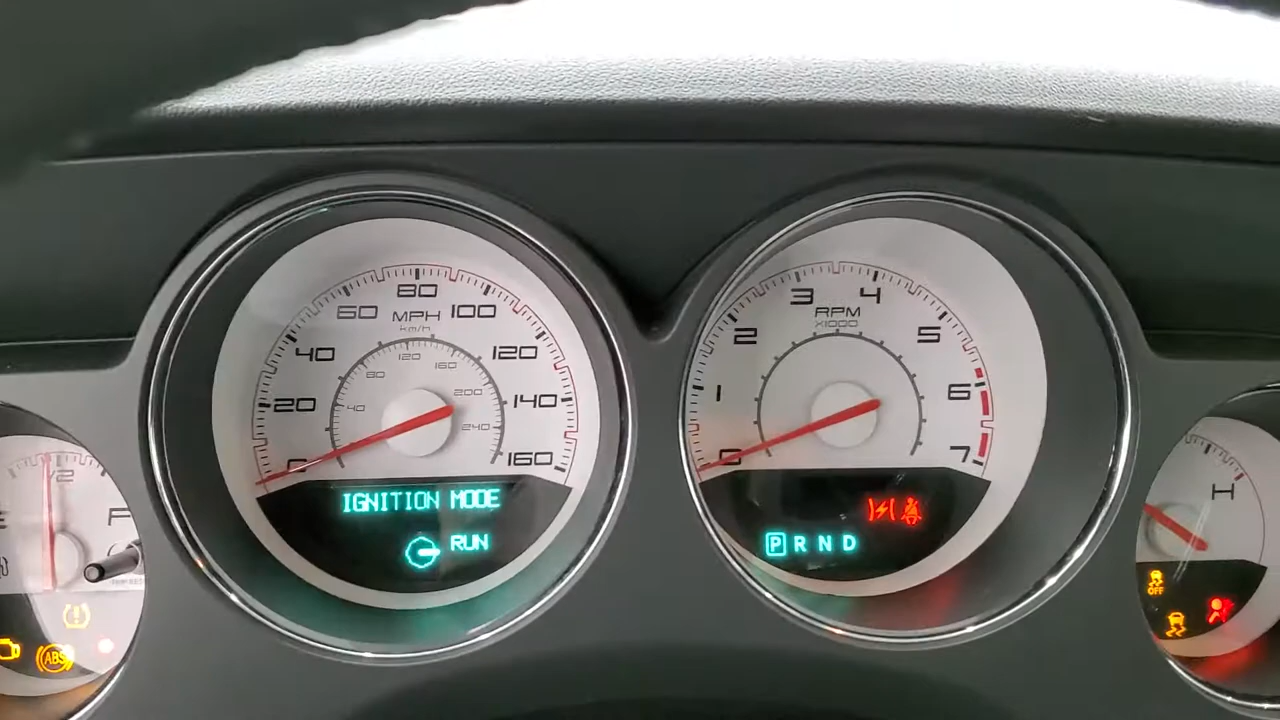 80
60 MPH 100
km/h
40 120 160 120
80 200
20 40 140
240
0 160
IGNITION MODE
RUN
3 4
RPM
2 X1000 5
1 6
0 7
P R N D
1/2
E F
ABS
H
OFF